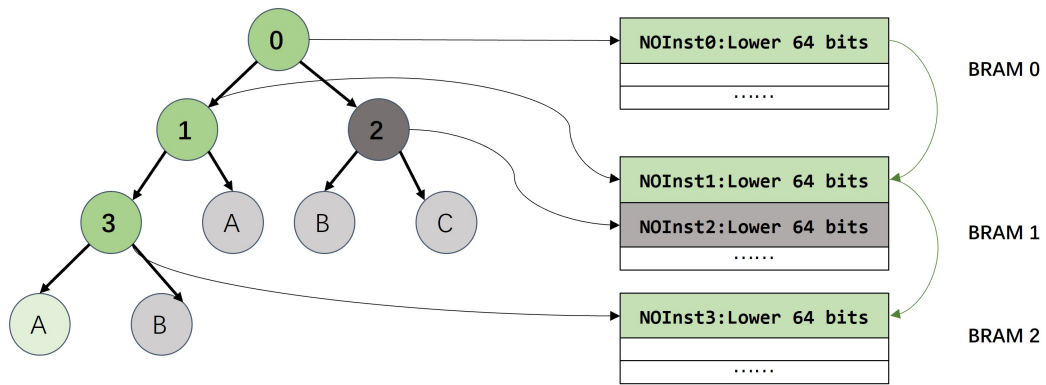 0
NOInst0:Lower 64 bits
BRAM 0
......
1
2
NOInst1:Lower 64 bits
3
A
B
C
NOInst2:Lower 64 bits
BRAM 1
......
A
B
NOInst3:Lower 64 bits
BRAM 2
......